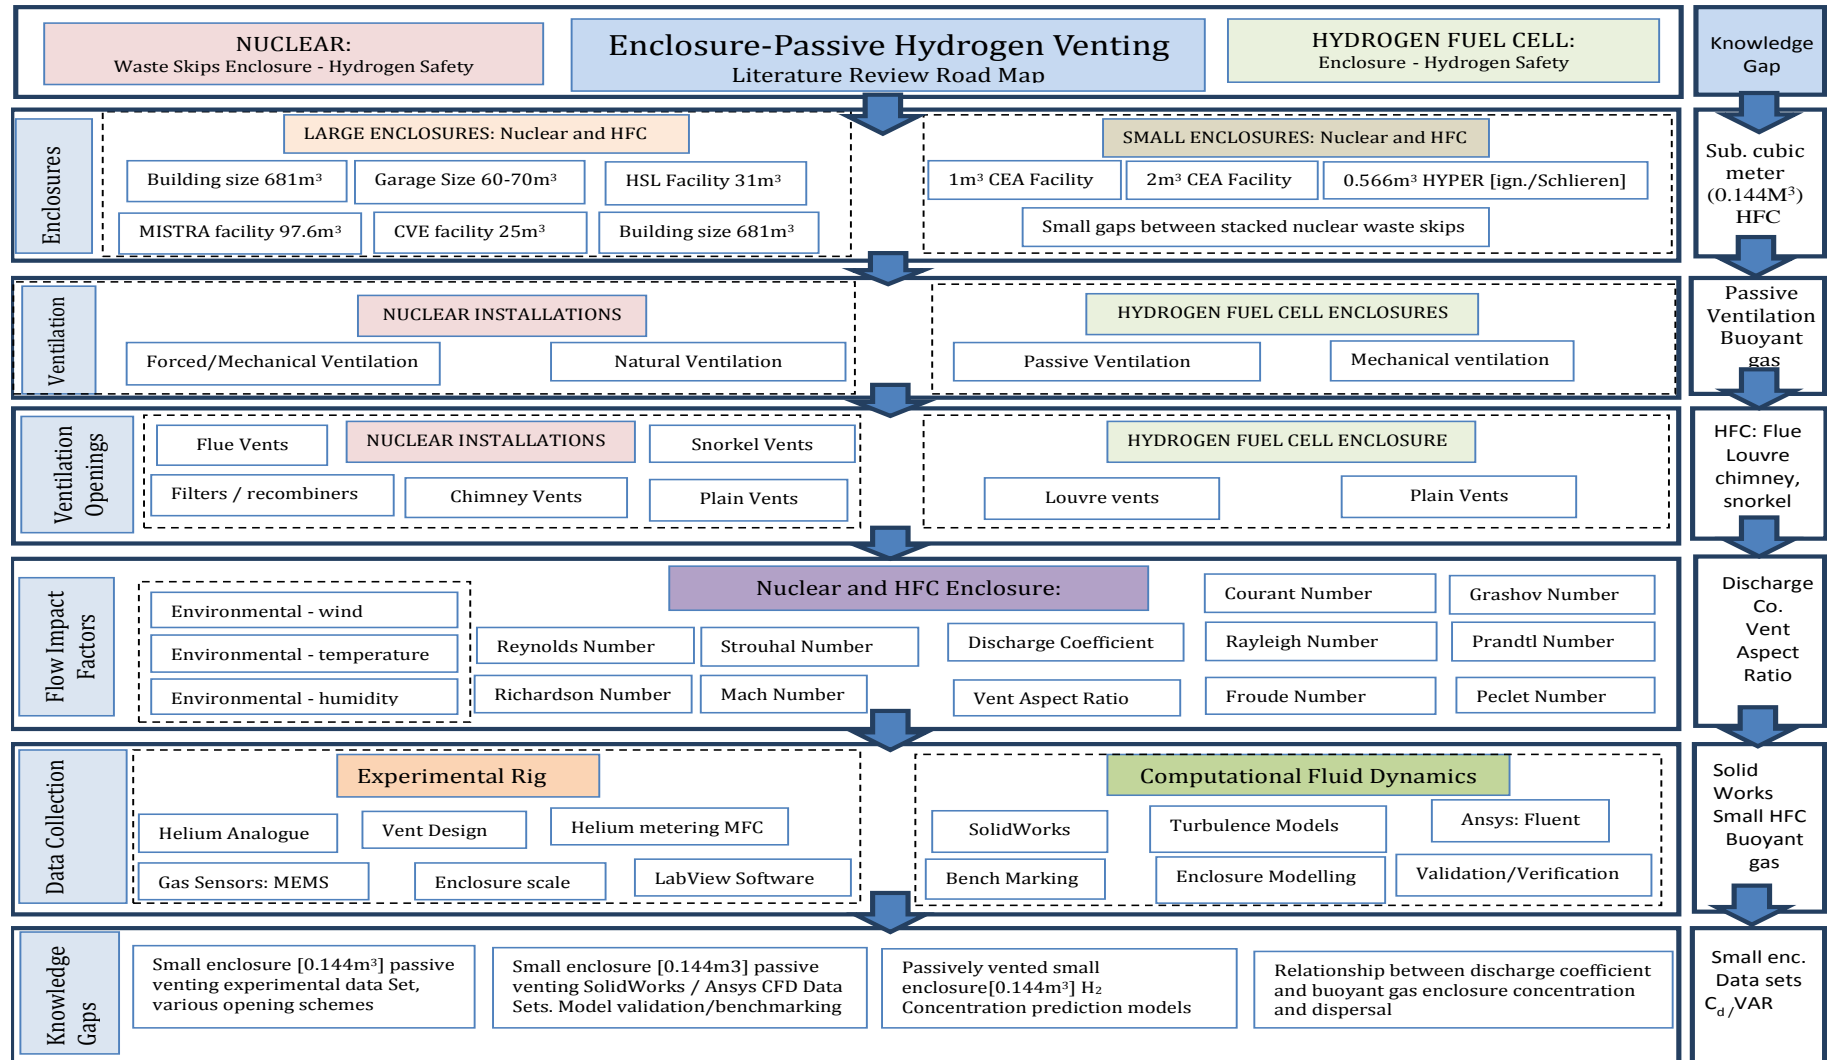 NUCLEAR:
Waste Skips Enclosure - Hydrogen Safety
Enclosure-Passive Hydrogen Venting
Literature Review Road Map
HYDROGEN FUEL CELL:
Enclosure - Hydrogen Safety
Knowledge
Gap
Enclosures
LARGE ENCLOSURES: Nuclear and HFC
Building size 681m³
Garage Size 60-70m³
HSL Facility 31m³
MISTRA facility 97.6m³
CVE facility 25m³
Building size 681m³
SMALL ENCLOSURES: Nuclear and HFC
1m³ CEA Facility
2m³ CEA Facility
0.566m³ HYPER [ign./Schlieren]
Small gaps between stacked nuclear waste skips
Sub. cubic
meter
(0.144M³)
HFC
Ventilation
NUCLEAR INSTALLATIONS
Forced/Mechanical Ventilation
Natural Ventilation
HYDROGEN FUEL CELL ENCLOSURES
Passive Ventilation
Mechanical ventilation
Passive
Ventilation
Buoyant
gas
Ventilation
Openings
Flue Vents
NUCLEAR INSTALLATIONS
Snorkel Vents
Filters / recombiners
Chimney Vents
Plain Vents
HYDROGEN FUEL CELL ENCLOSURE
Louvre vents
Plain Vents
HFC: Flue
Louvre
chimney,
snorkel
Flow Impact
Factors
Environmental - wind
Environmental - temperature
Environmental - humidity
Nuclear and HFC Enclosure:
Reynolds Number
Strouhal Number
Richardson Number
Mach Number
Discharge Coefficient
Vent Aspect Ratio
Courant Number
Grashov Number
Rayleigh Number
Prandtl Number
Froude Number
Peclet Number
Discharge
Co.
Vent
Aspect
Ratio
Data Collection
Experimental Rig
Helium Analogue
Vent Design
Helium metering MFC
Gas Sensors: MEMS
Enclosure scale
LabView Software
Computational Fluid Dynamics
SolidWorks
Turbulence Models
Ansys: Fluent
Bench Marking
Enclosure Modelling
Validation/Verification
Solid
Works
Small HFC
Buoyant
gas
Knowledge
Gaps
Small enclosure [0.144m³] passive
venting experimental data Set,
various opening schemes
Small enclosure [0.144m3] passive
venting SolidWorks / Ansys CFD Data
Sets. Model validation/benchmarking
Passively vented small
enclosure[0.144m³] H₂
Concentration prediction models
Relationship between discharge coefficient
and buoyant gas enclosure concentration
and dispersal
Small enc.
Data sets
C_d /VAR